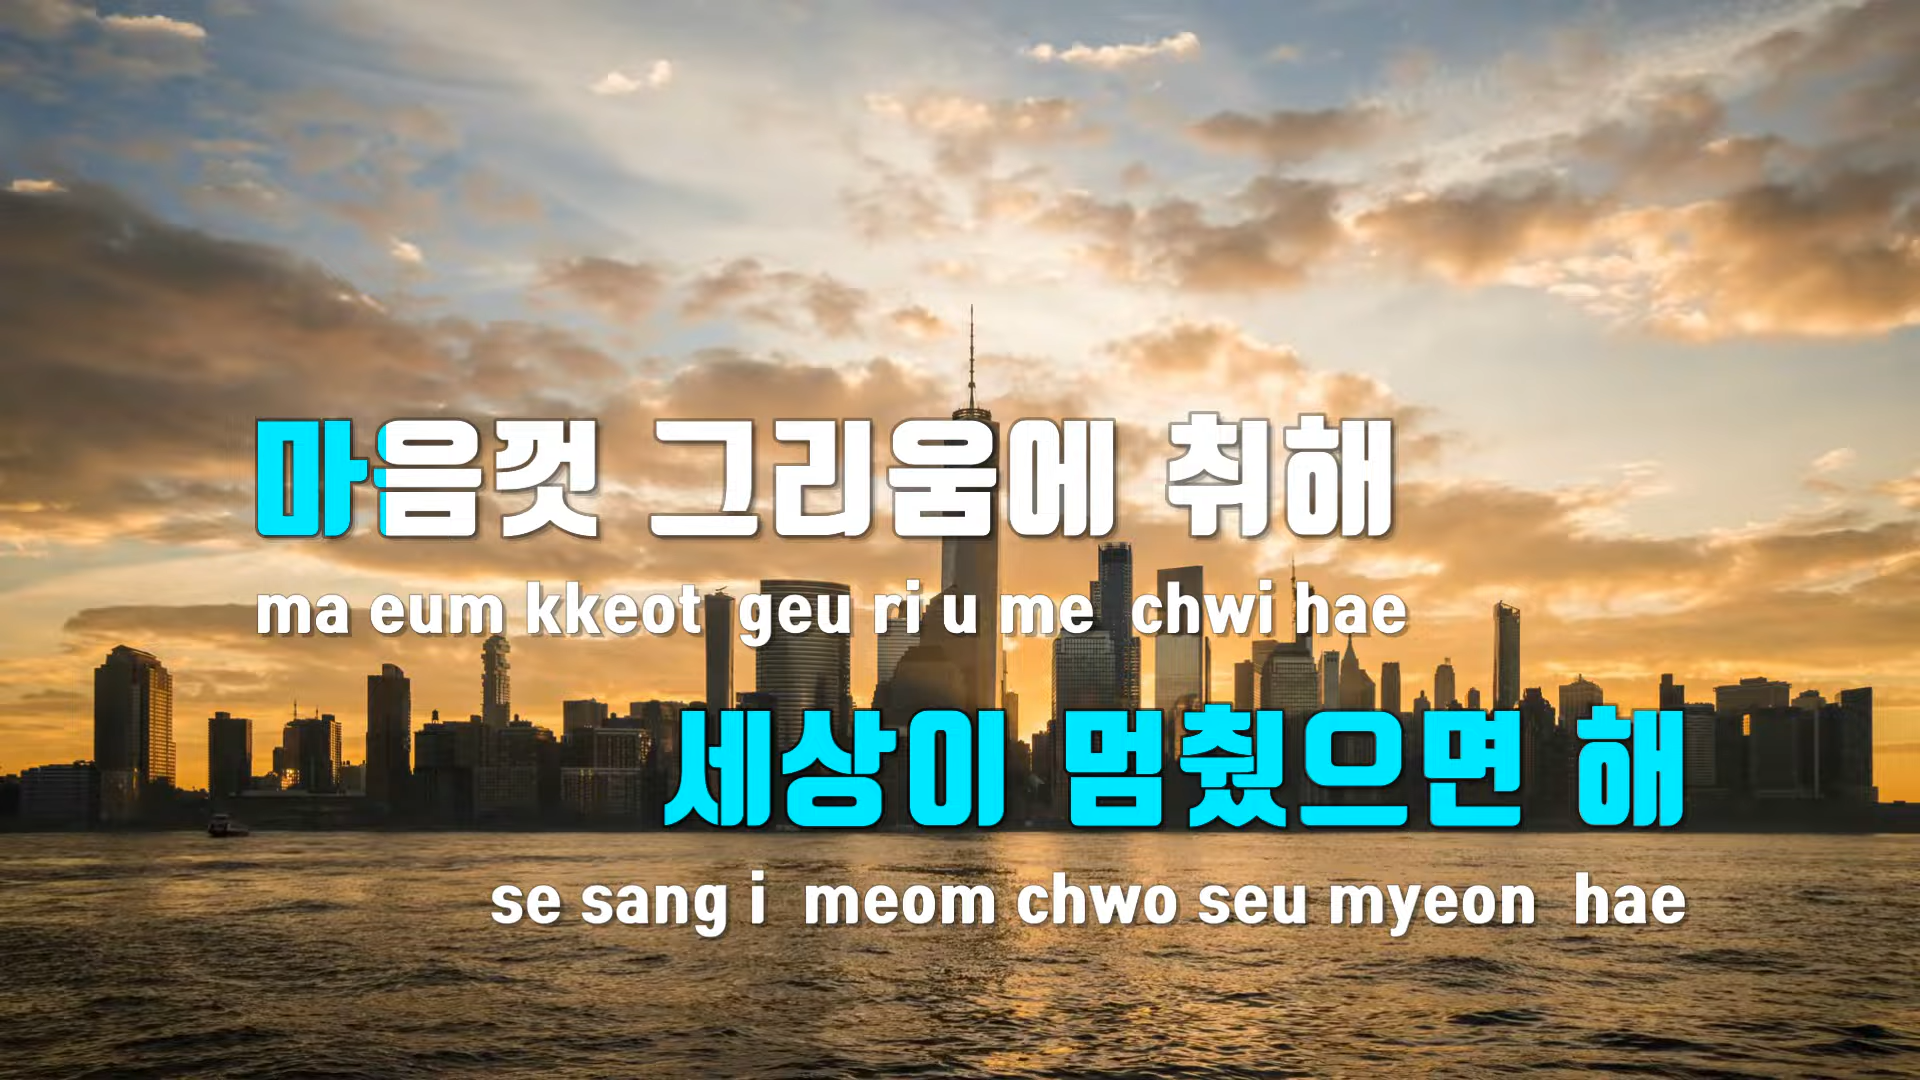 마음껏 그리움에 취해
ma eum kkeot geu ri u me chwi hae
세상이 멈췄으면 해
se sang i meom chwo seu myeon hae